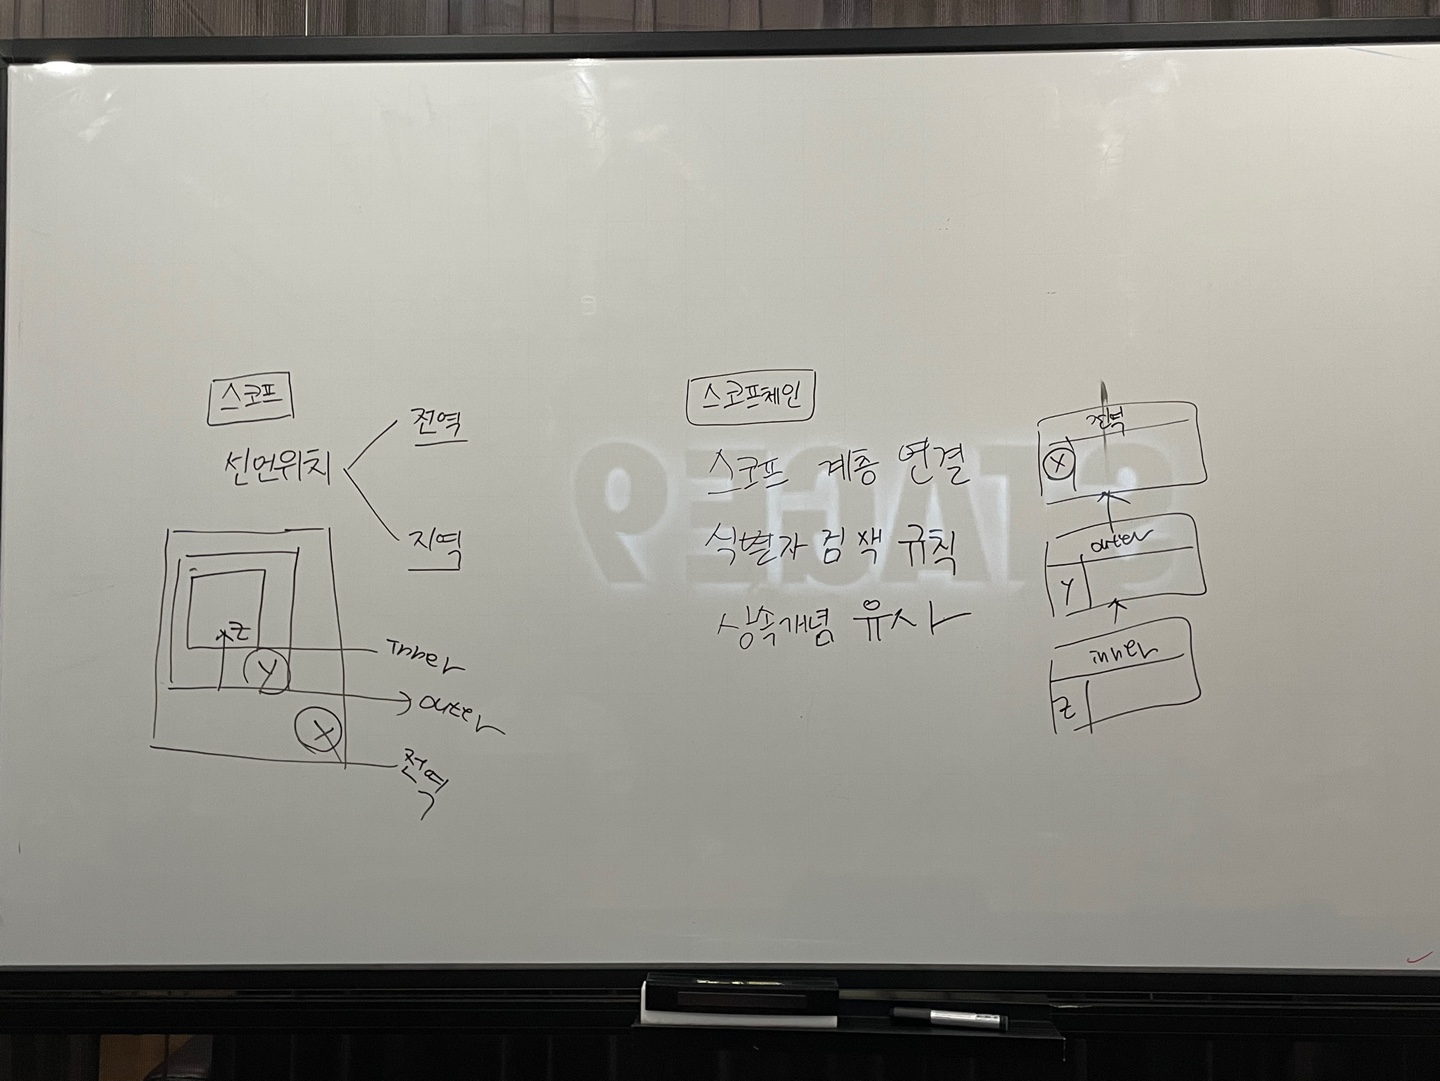 스코프
선언위치
전역
지역
Z
Y
X
Inner
outer
전역
스코프체인
스코프 계층 연결
식별자 검색 규칙
상속개념 유사
전역
X
outer
Y
inner
Z
STAGE9